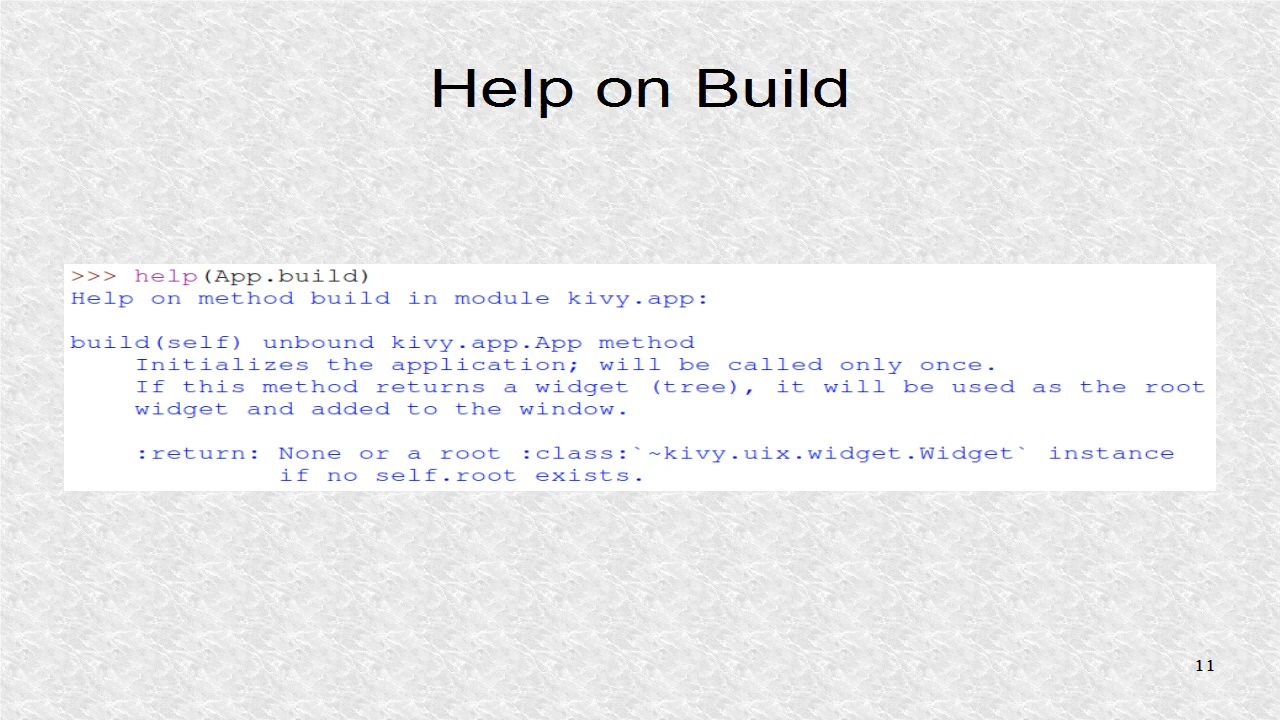 Help on Build
>>> help(App.build)
Help on method build in module kivy.app:
build(self) unbound kivy.app.App method
Initializes the application; will be called only once.
If this method returns a widget (tree), it will be used as the root
widget and added to the window.
:return: None or a root :class:`~kivy.uix.widget.Widget` instance
if no self.root exists.
11